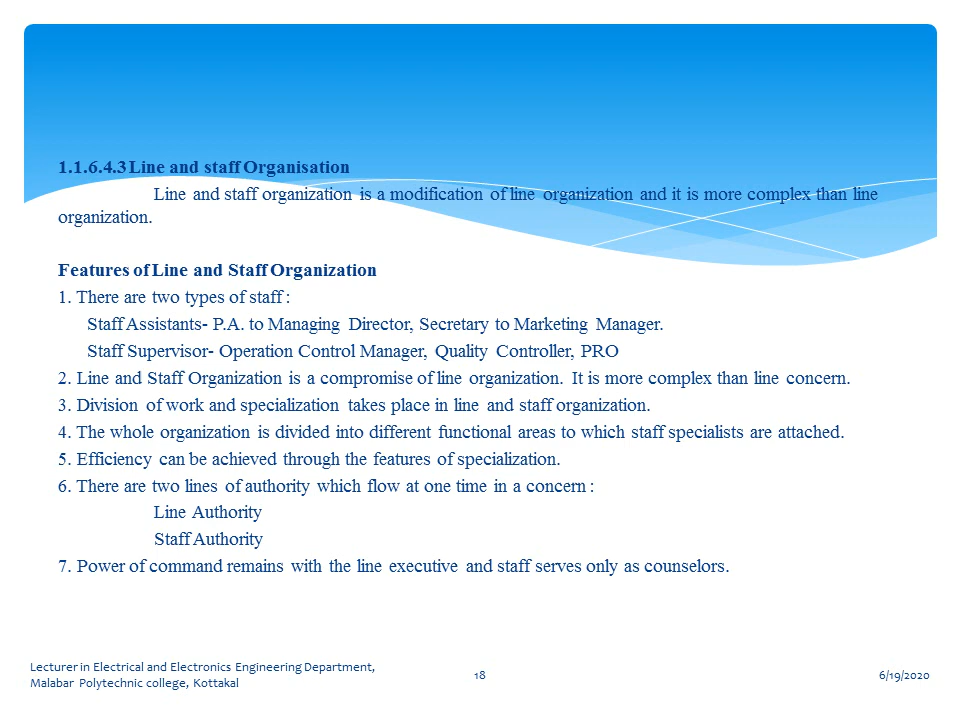 1.1.6.4.3 Line and staff Organisation
Line and staff organization is a modification of line organization and it is more complex than line
organization.
Features of Line and Staff Organization
1. There are two types of staff :
Staff Assistants- P.A. to Managing Director, Secretary to Marketing Manager.
Staff Supervisor- Operation Control Manager, Quality Controller, PRO
2. Line and Staff Organization is a compromise of line organization. It is more complex than line concern.
3. Division of work and specialization takes place in line and staff organization.
4. The whole organization is divided into different functional areas to which staff specialists are attached.
5. Efficiency can be achieved through the features of specialization.
6. There are two lines of authority which flow at one time in a concern :
Line Authority
Staff Authority
7. Power of command remains with the line executive and staff serves only as counselors.
Lecturer in Electrical and Electronics Engineering Department,
Malabar Polytechnic college, Kottakal
18
6/19/2020